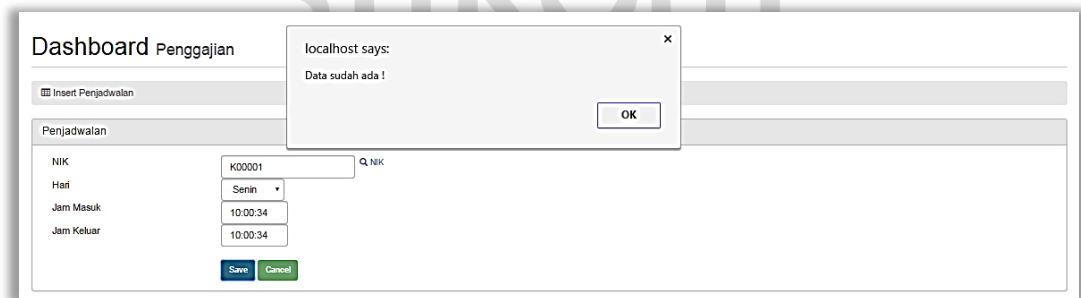 Dashboard Penggajian
localhost says:
×
Data sudah ada !
OK
Insert Penjadwalan
Penjadwalan
NIK
K00001
NIK
Hari
Senin
Jam Masuk
10:00:34
Jam Keluar
10:00:34
Save
Cancel